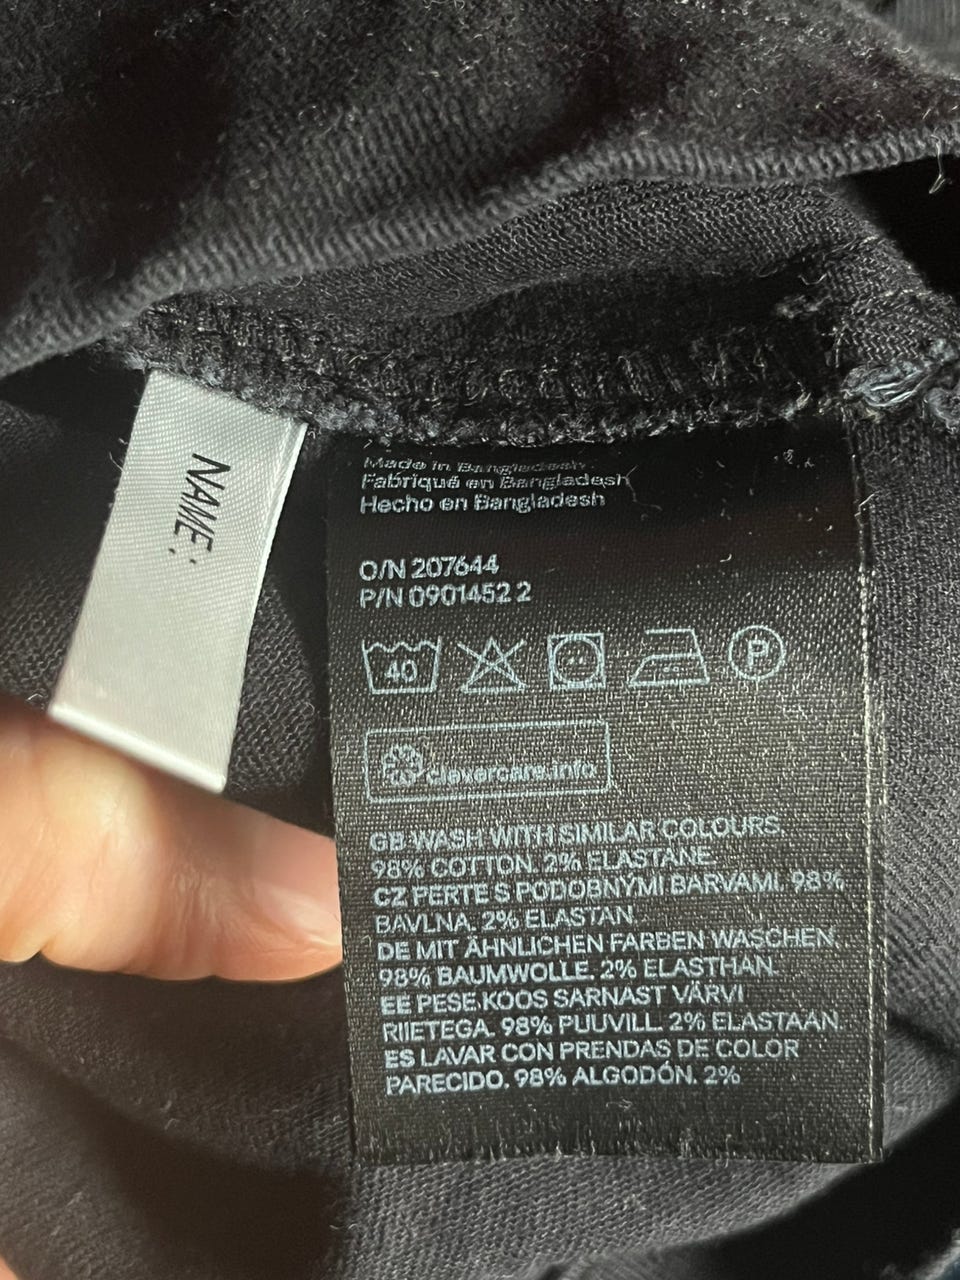 NAME:
Made in Bangladesh
Fabriqué en Bangladesh
Hecho en Bangladesh
O/N 207644
P/N 0901452 2
40
P
clevercare.info
GB WASH WITH SIMILAR COLOURS.
98% COTTON. 2% ELASTANE.
CZ PERTE S PODOBNÝMI BARVAMI. 98%
BAVLNA. 2% ELASTAN.
DE MIT ÄHNLICHEN FARBEN WASCHEN.
98% BAUMWOLLE. 2% ELASTHAN.
EE PESE KOOS SARNAST VÄRVI
RIIETEGA. 98% PUUVILL. 2% ELASTAAN.
ES LAVAR CON PRENDAS DE COLOR
PARECIDO. 98% ALGODÓN. 2%